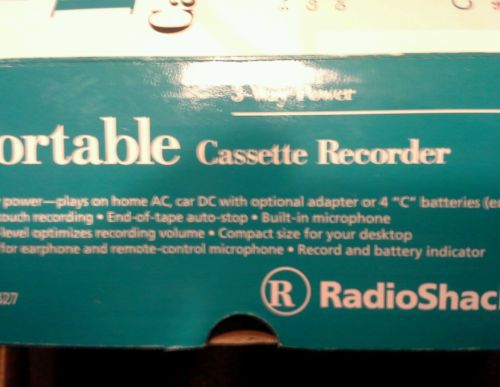 3-Way Power
ortable Cassette Recorder
power—plays on home AC, car DC with optional adapter or 4 "C" batteries (e
touch recording • End-of-tape auto-stop • Built-in microphone
-level optimizes recording volume • Compact size for your desktop
for earphone and remote-control microphone • Record and battery indicator
R RadioShac